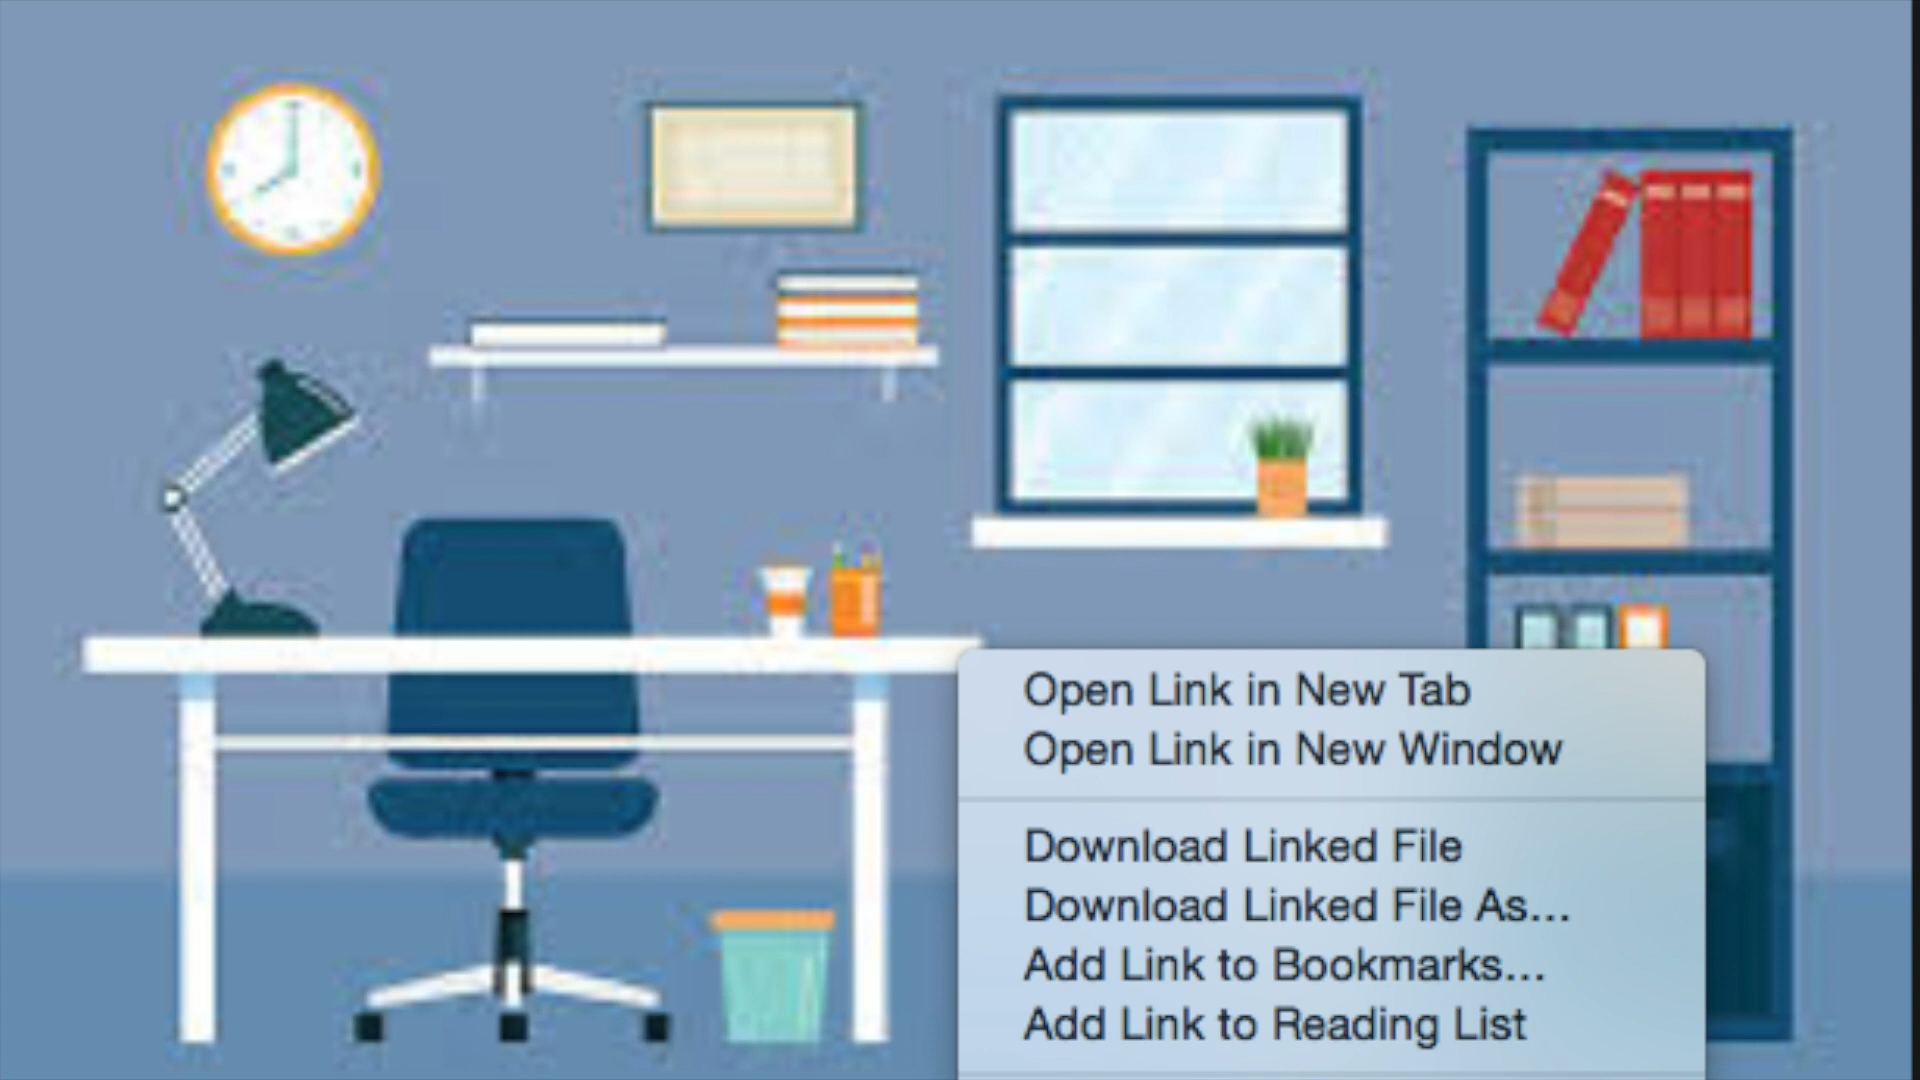 Open Link in New Tab
Open Link in New Window
Download Linked File
Download Linked File As...
Add Link to Bookmarks...
Add Link to Reading List